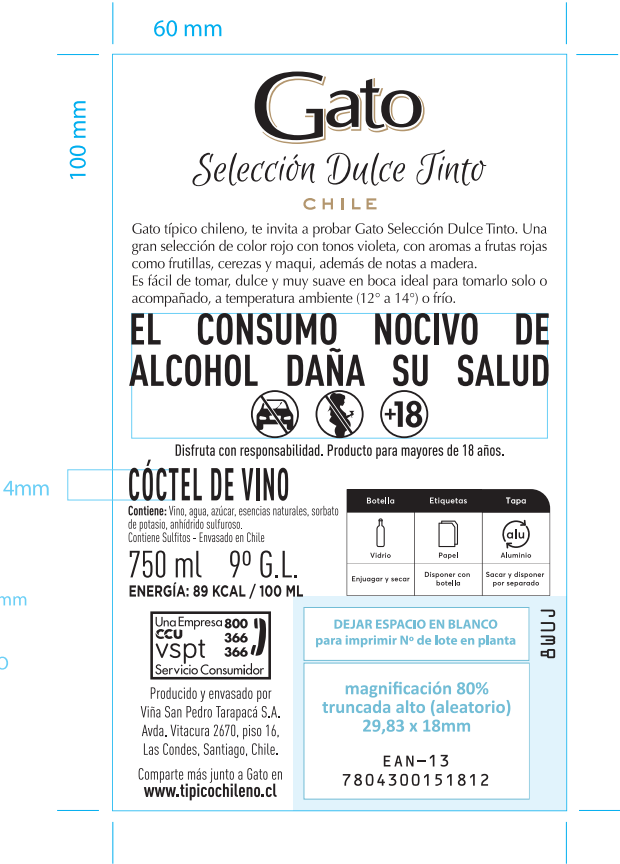 60 mm
100 mm
Gato
Selección Dulce Tinto
CHILE
Gato típico chileno, te invita a probar Gato Selección Dulce Tinto. Una
gran selección de color rojo con tonos violeta, con aromas a frutas rojas
como frutillas, cerezas y maqui, además de notas a madera.
Es fácil de tomar, dulce y muy suave en boca ideal para tomarlo solo o
acompañado, a temperatura ambiente (12° a 14°) o frío.
EL CONSUMO NOCIVO DE
ALCOHOL DAÑA SU SALUD
+18
Disfruta con responsabilidad. Producto para mayores de 18 años.
4mm
CÓCTEL DE VINO
Contiene: Vino, agua, azúcar, esencias naturales, sorbato
de potasio, anhídrido sulfuroso.
Contiene Sulfitos - Envasado en Chile
750 ml 9º G.L.
ENERGÍA: 89 KCAL / 100 ML
Botella Etiquetas Tapa
alu
Vidrio Papel Aluminio
Enjuagar y secar Disponer con botella Sacar y disponer por separado
mm
O
Una Empresa 800
CCU 366
vspt 366
Servicio Consumidor
Producido y envasado por
Viña San Pedro Tarapacá S.A.
Avda. Vitacura 2670, piso 16,
Las Condes, Santiago, Chile.
Comparte más junto a Gato en
www.tipicochileno.cl
DEJAR ESPACIO EN BLANCO
para imprimir Nº de lote en planta
magnificación 80%
truncada alto (aleatorio)
29,83 x 18mm
EAN-13
7804300151812